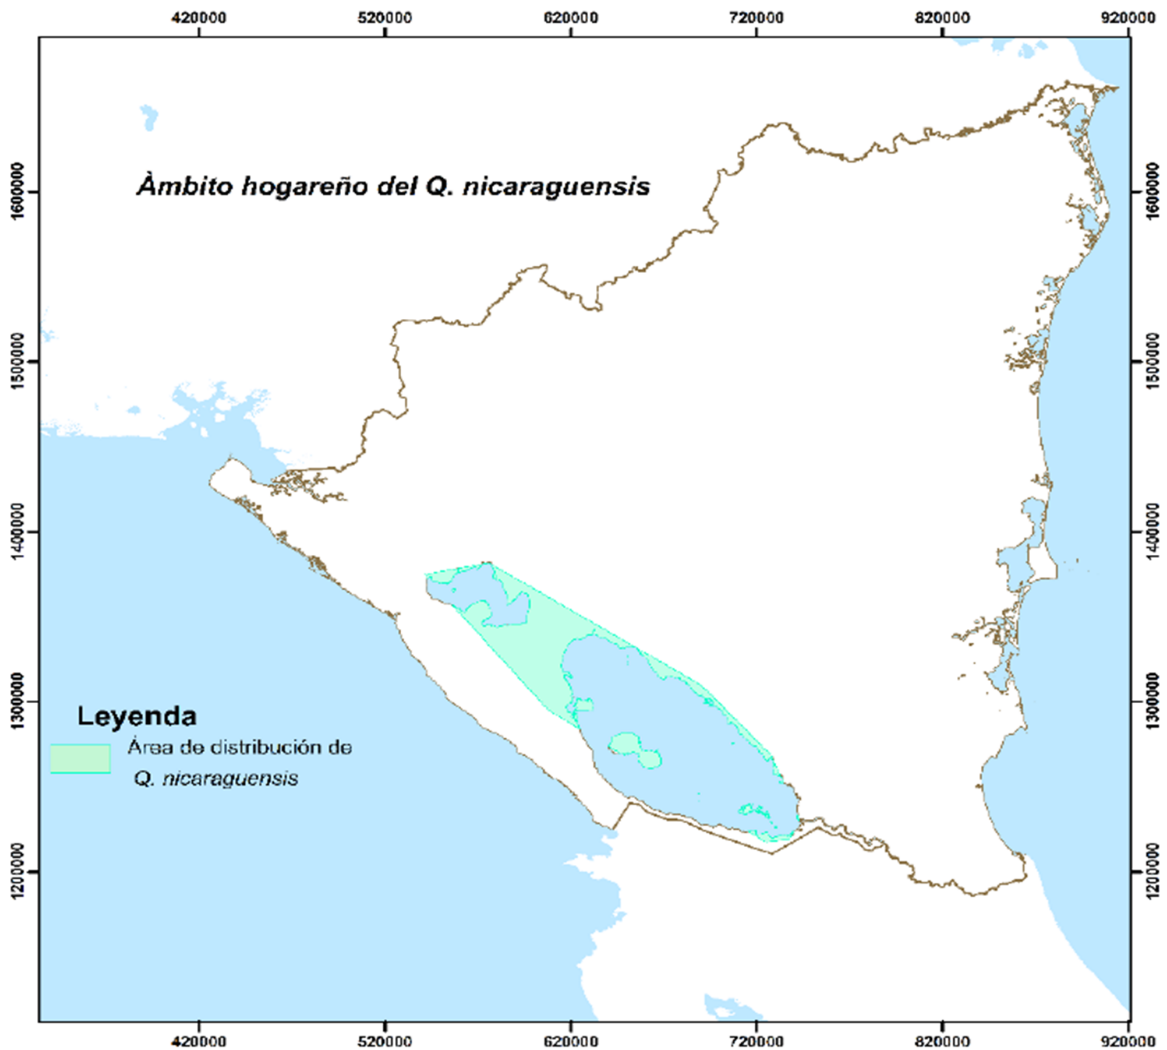 420000 520000 620000 720000 820000 920000
Àmbito hogareño del Q. nicaraguensis
1600000 1600000
1500000 1500000
1400000 1400000
1300000 1300000
Leyenda
Área de distribución de
Q. nicaraguensis
1200000 1200000
420000 520000 620000 720000 820000 920000